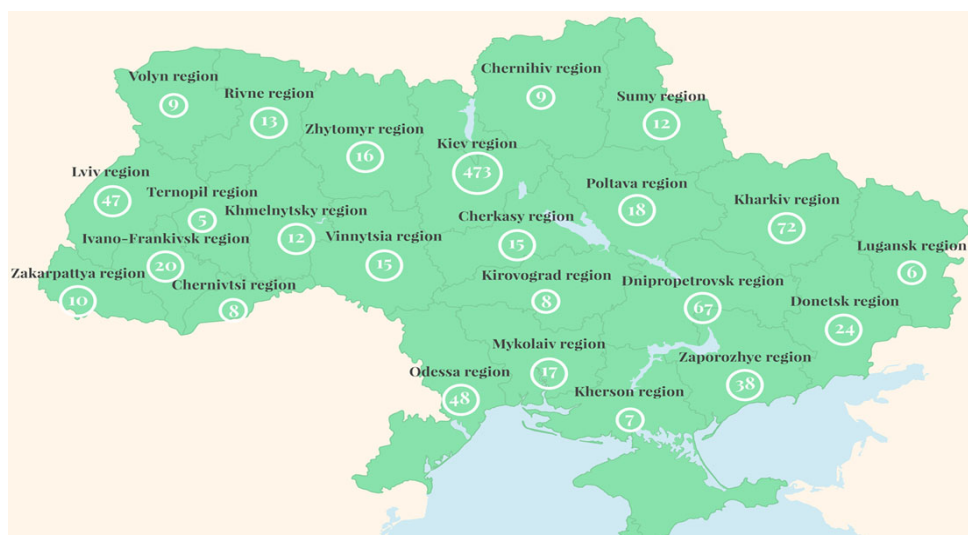 Chernihiv region
9
Volyn region
9
Rivne region
13
Sumy region
12
Zhytomyr region
16
Kiev region
473
Lviv region
47
Ternopil region
5
Poltava region
18
Kharkiv region
72
Khmelnytsky region
12
Cherkasy region
15
Ivano-Frankivsk region
20
Vinnytsia region
15
Lugansk region
6
Zakarpattya region
10
Chernivtsi region
8
Kirovograd region
8
Dnipropetrovsk region
67
Donetsk region
24
Mykolaiv region
17
Zaporozhye region
38
Odessa region
48
Kherson region
7